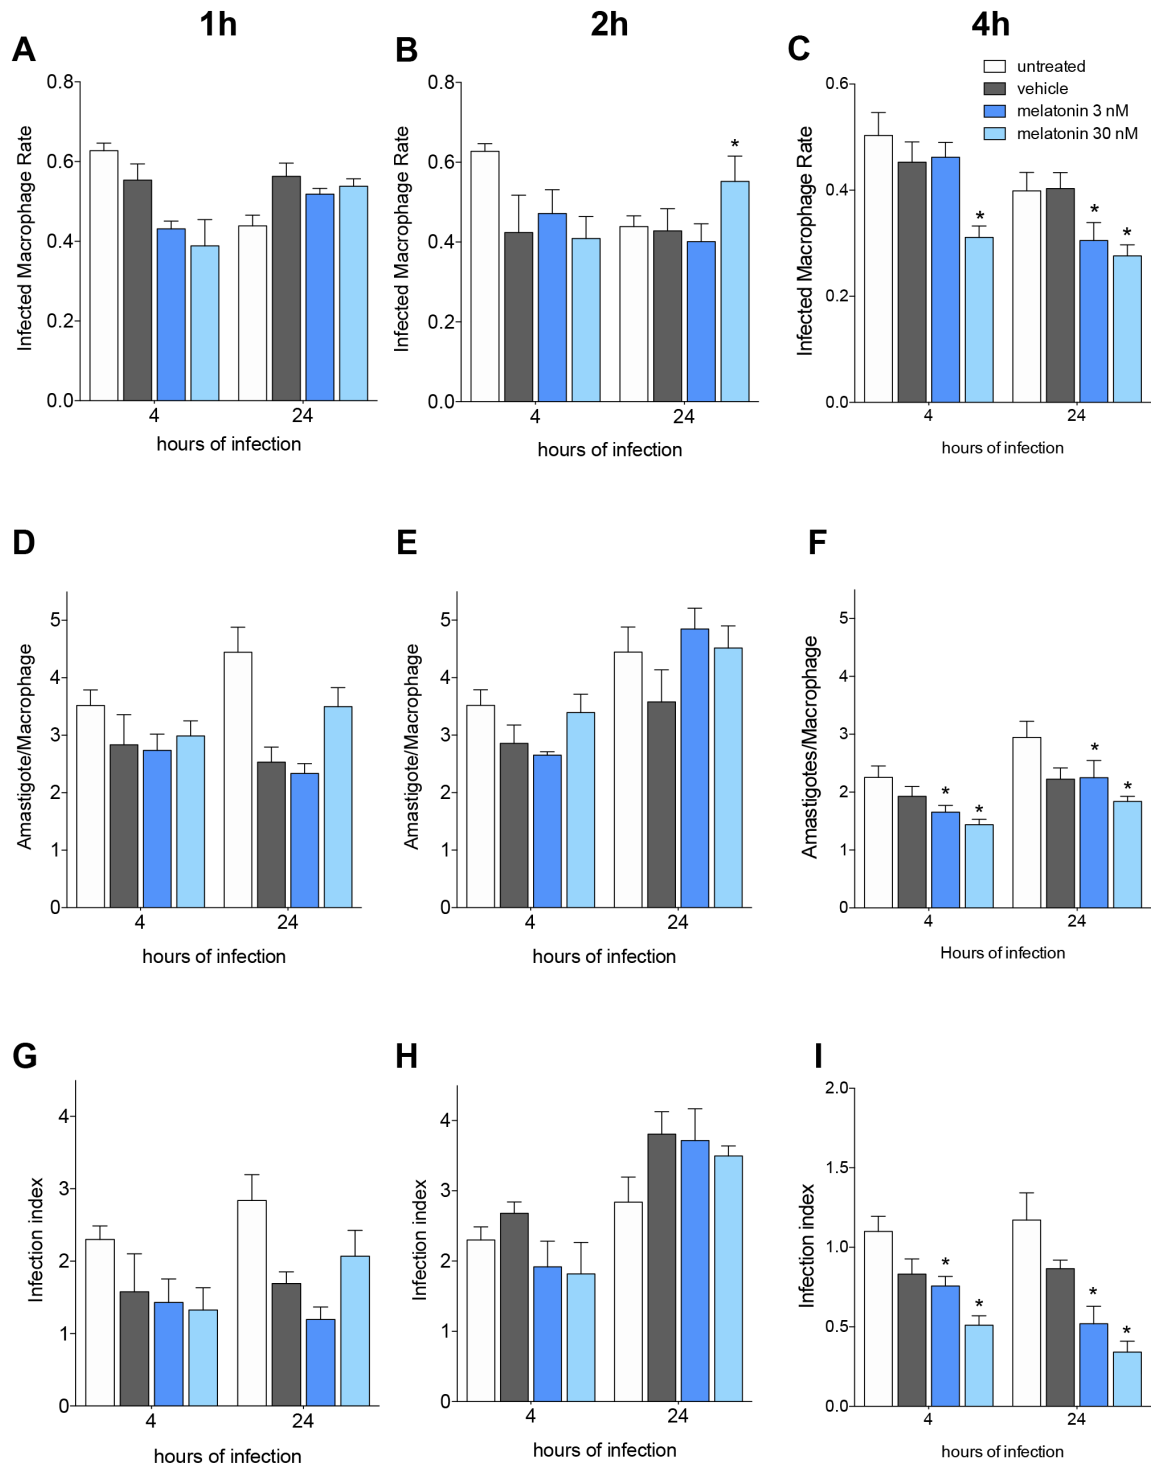 1h
2h
4h
A
B
C
untreated
vehicle
melatonin 3 nM
melatonin 30 nM
Infected Macrophage Rate
0.8
0.6
0.4
0.2
0.0
4
24
hours of infection
Infected Macrophage Rate
0.8
0.6
0.4
0.2
0.0
*
4
24
hours of infection
Infected Macrophage Rate
0.6
0.4
0.2
0.0
*
*
*
4
24
hours of infection
D
E
F
Amastigote/Macrophage
5
4
3
2
1
0
4
24
hours of infection
Amastigote/Macrophage
5
4
3
2
1
0
4
24
hours of infection
Amastigotes/Macrophage
5
4
3
2
1
0
*
*
*
*
4
24
Hours of infection
G
H
I
Infection index
4
3
2
1
0
4
24
hours of infection
Infection index
4
3
2
1
0
4
24
hours of infection
Infection index
2.0
1.5
1.0
0.5
0.0
*
*
*
*
4
24
hours of infection